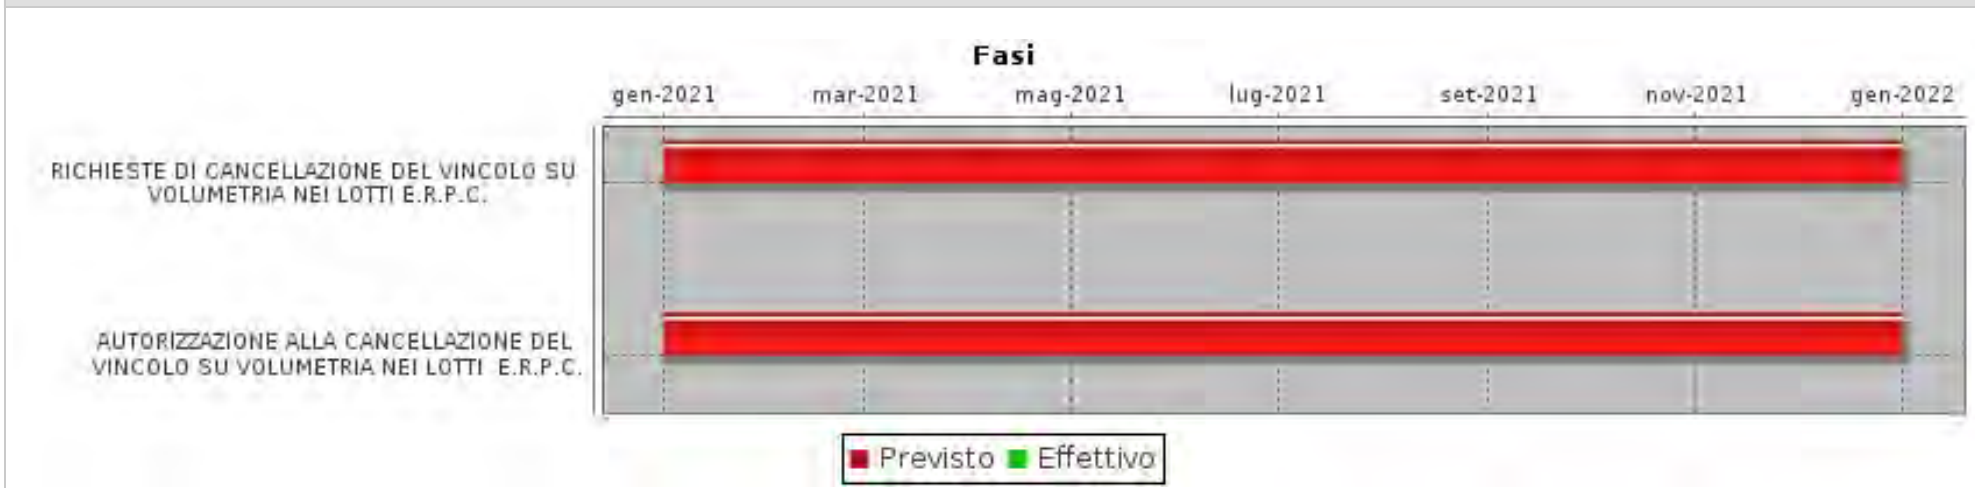 Fasi
gen-2021 mar-2021 mag-2021 lug-2021 set-2021 nov-2021 gen-2022
RICHIESTE DI CANCELLAZIONE DEL VINCOLO SU
VOLUMETRIA NEI LOTTI E.R.P.C.
AUTORIZZAZIONE ALLA CANCELLAZIONE DEL
VINCOLO SU VOLUMETRIA NEI LOTTI E.R.P.C.
Previsto Effettivo